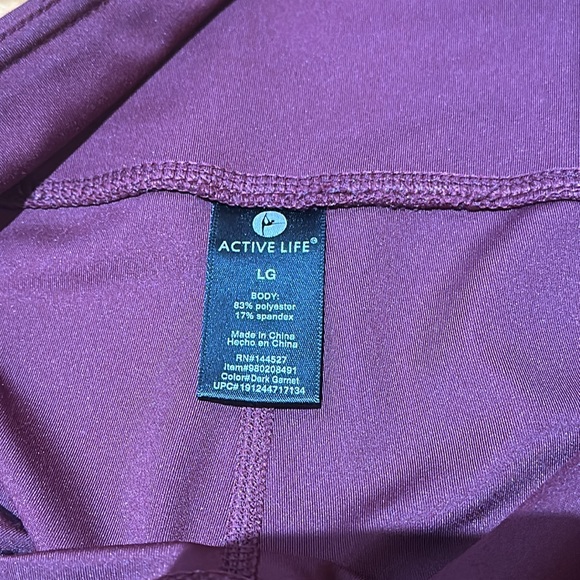 ACTIVE LIFE®
LG
BODY:
83% polyester
17% spandex
Made in China
Hecho en China
RN#144527
Item#980208491
Color#Dark Garnet
UPC#191244717134